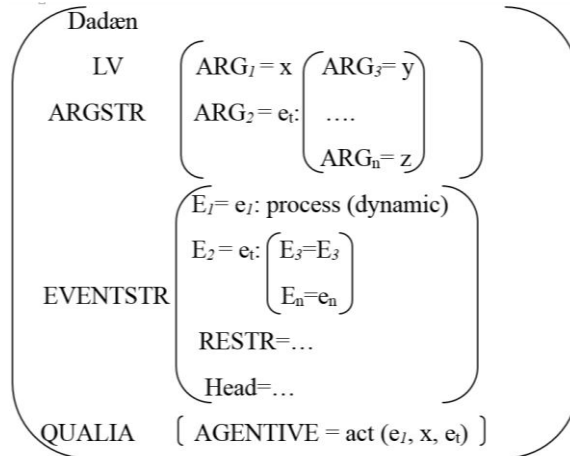 Dadæn
LV ARG1 = x ARG3= y
ARGSTR ARG2 = et: ....
ARGn= z
E1= e1: process (dynamic)
E2 = et: E3=E3
EVENTSTR En=en
RESTR=…
Head=…
QUALIA [ AGENTIVE = act (e1, x, et) ]